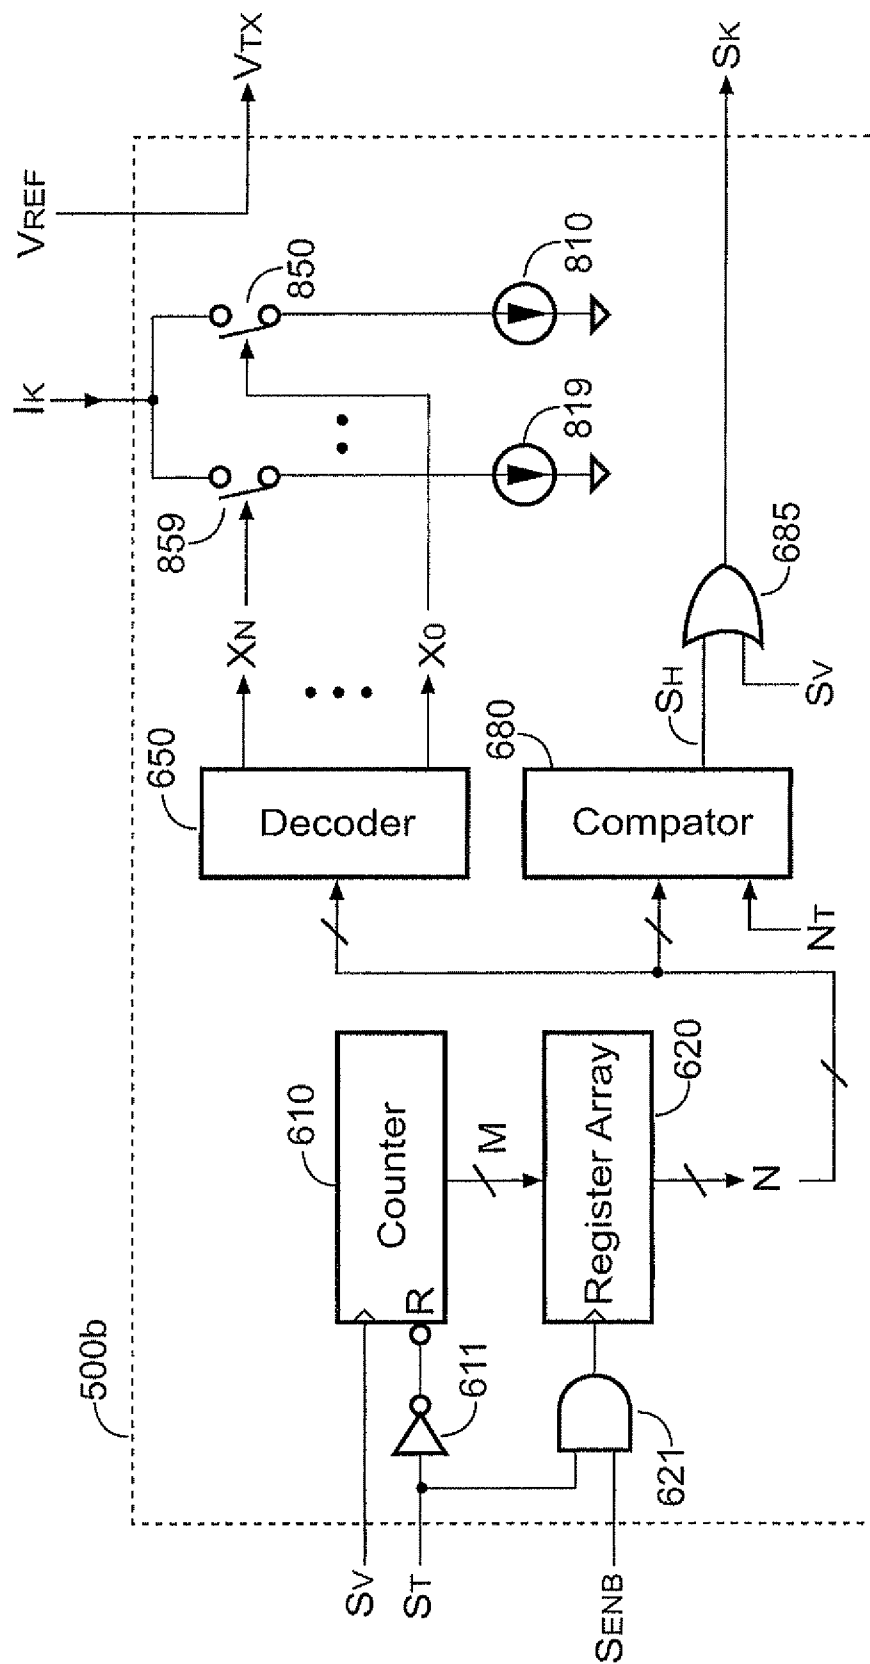 500b
SV
ST
SENB
611
621
610
Counter
R
M
Register Array
620
N
650
Decoder
680
Compator
NT
XN
X0
SH
SV
685
859
850
819
810
IK
VREF
VTX
SK